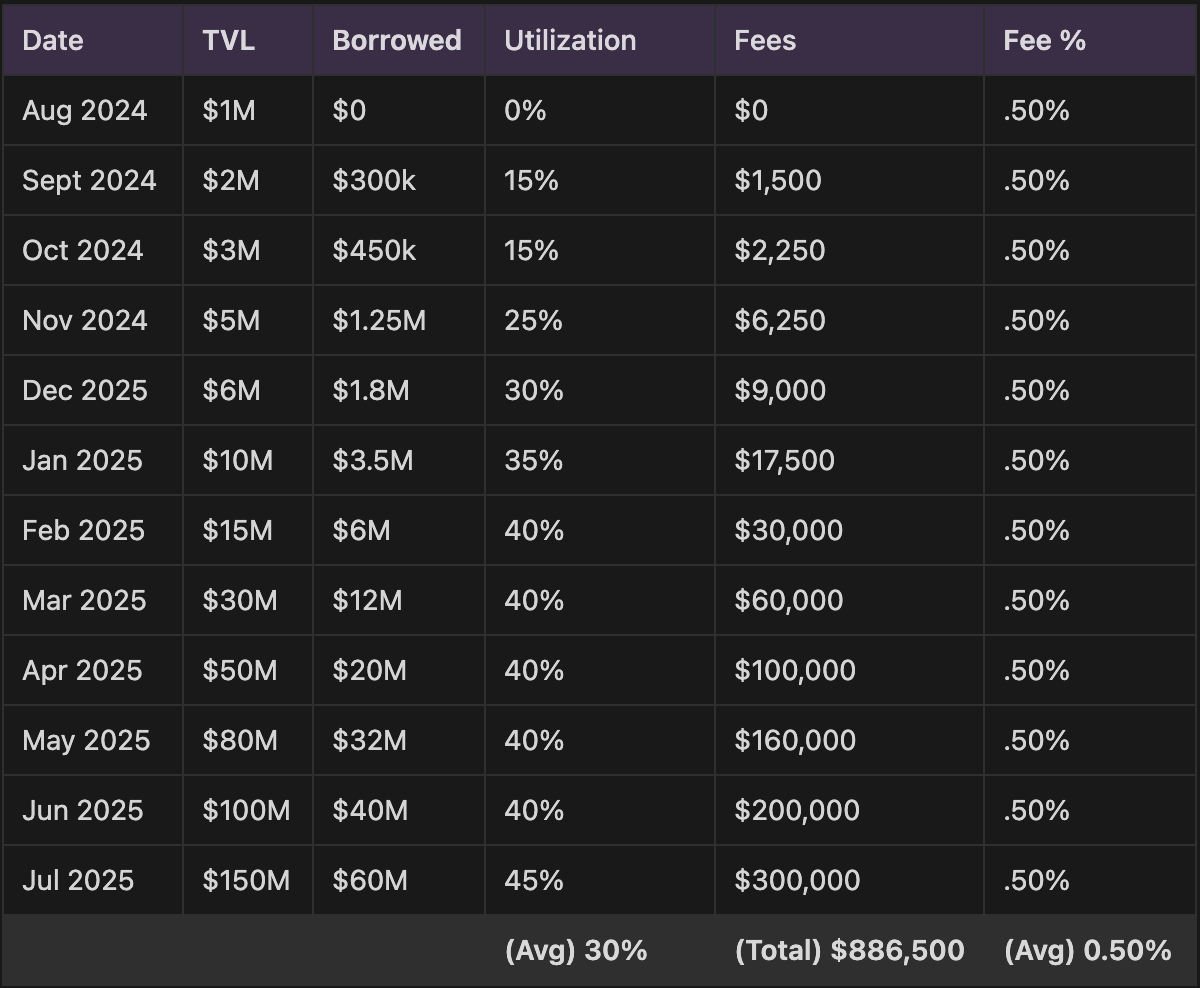 Date TVL Borrowed Utilization Fees Fee %
Aug 2024 $1M $0 0% $0 .50%
Sept 2024 $2M $300k 15% $1,500 .50%
Oct 2024 $3M $450k 15% $2,250 .50%
Nov 2024 $5M $1.25M 25% $6,250 .50%
Dec 2025 $6M $1.8M 30% $9,000 .50%
Jan 2025 $10M $3.5M 35% $17,500 .50%
Feb 2025 $15M $6M 40% $30,000 .50%
Mar 2025 $30M $12M 40% $60,000 .50%
Apr 2025 $50M $20M 40% $100,000 .50%
May 2025 $80M $32M 40% $160,000 .50%
Jun 2025 $100M $40M 40% $200,000 .50%
Jul 2025 $150M $60M 45% $300,000 .50%
(Avg) 30% (Total) $886,500 (Avg) 0.50%